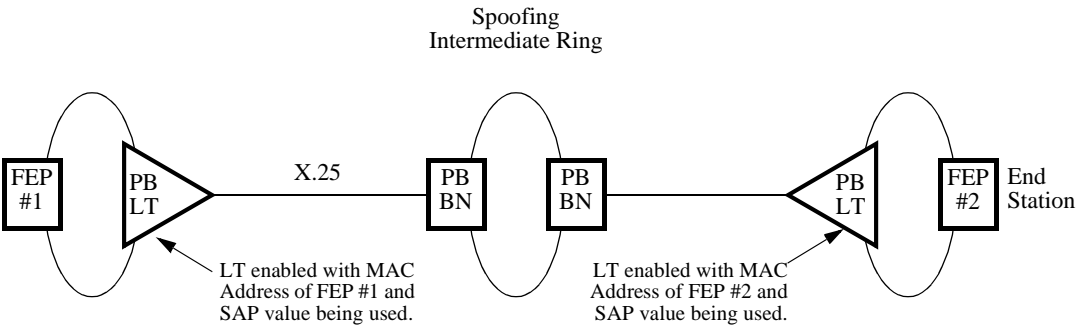 Spoofing
Intermediate Ring
FEP
#1
PB
LT
X.25
PB
BN
PB
BN
PB
LT
FEP
#2
End
Station
LT enabled with MAC
Address of FEP #1 and
SAP value being used.
LT enabled with MAC
Address of FEP #2 and
SAP value being used.